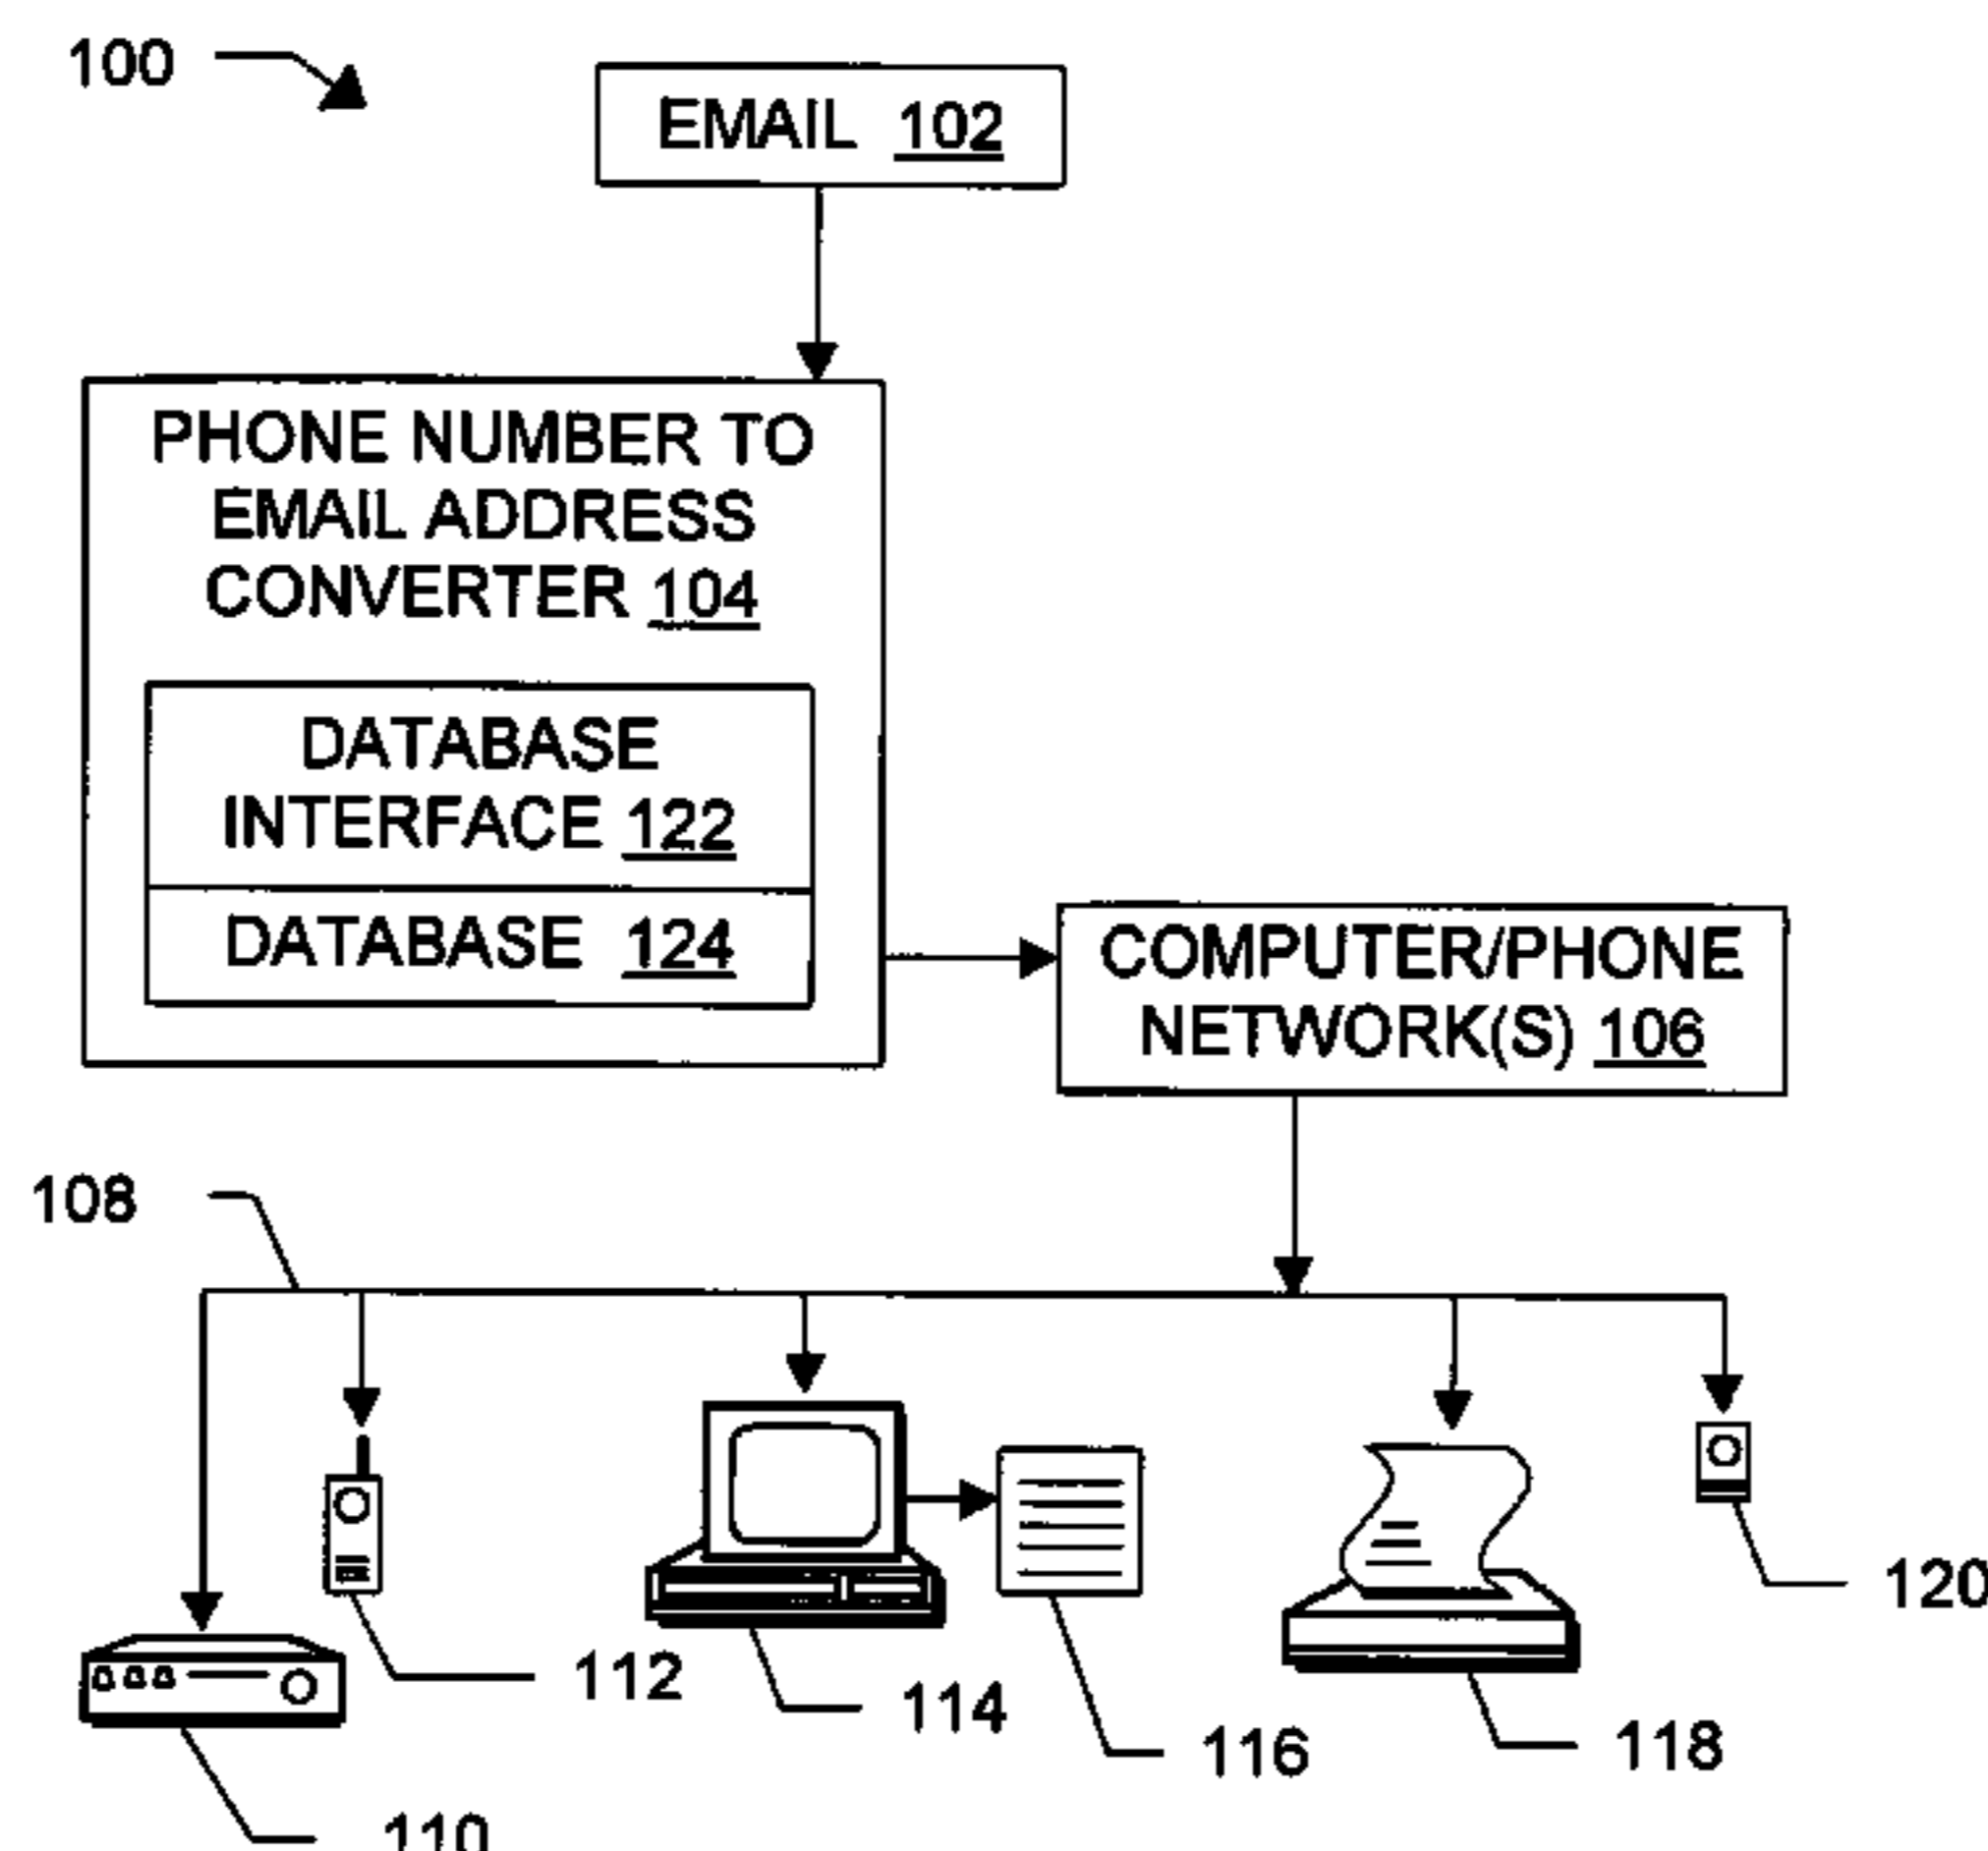 100
EMAIL 102
PHONE NUMBER TO
EMAIL ADDRESS
CONVERTER 104
DATABASE
INTERFACE 122
DATABASE 124
COMPUTER/PHONE
NETWORK(S) 106
108
120
112
114
116
118
110